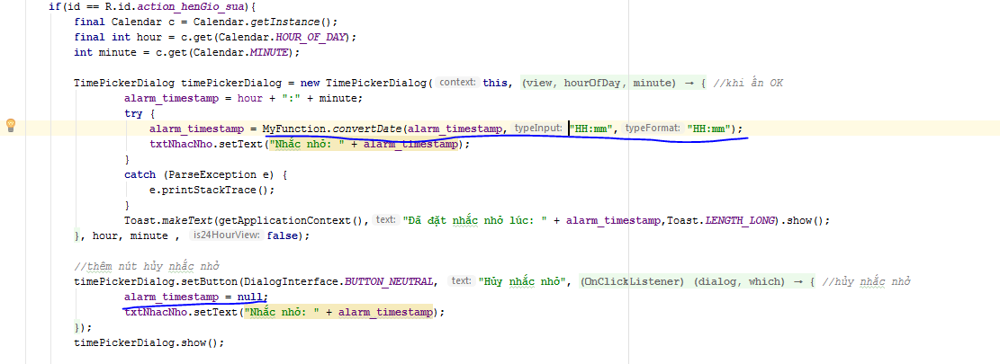 if(id == R.id.action_henGio_sua){
final Calendar c = Calendar.getInstance();
final int hour = c.get(Calendar.HOUR_OF_DAY);
int minute = c.get(Calendar.MINUTE);
TimePickerDialog timePickerDialog = new TimePickerDialog( context: this, (view, hourOfDay, minute) → { //khi ấn OK
alarm_timestamp = hour + ":" + minute;
try {
alarm_timestamp = MyFunction.convertDate(alarm_timestamp, typeInput: "HH:mm", typeFormat: "HH:mm");
txtNhacNho.setText("Nhắc nhở: " + alarm_timestamp);
}
catch (ParseException e) {
e.printStackTrace();
}
Toast.makeText(getApplicationContext(), text: "Đã đặt nhắc nhở lúc: " + alarm_timestamp,Toast.LENGTH_LONG).show();
}, hour, minute , is24HourView: false);
//thêm nút hủy nhắc nhở
timePickerDialog.setButton(DialogInterface.BUTTON_NEUTRAL, text: "Hủy nhắc nhở", (OnClickListener) (dialog, which) → { //hủy nhắc nhở
alarm_timestamp = null;
txtNhacNho.setText("Nhắc nhở: " + alarm_timestamp);
});
timePickerDialog.show();